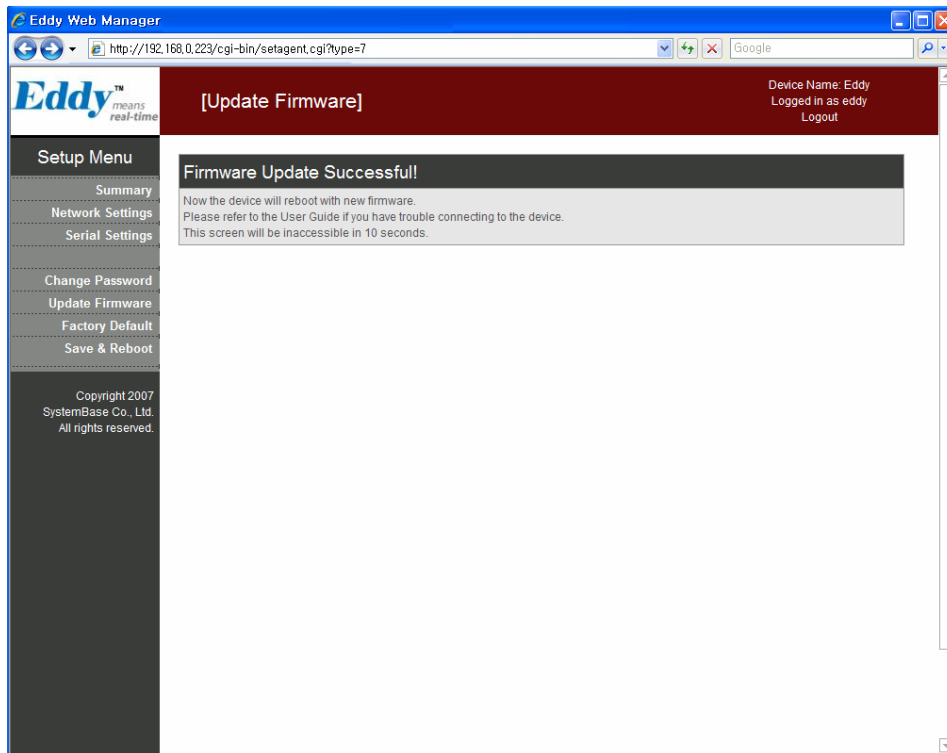 Eddy Web Manager
http://192.168.0.223/cgi-bin/setagent.cgi?type=7
Google
Eddy™
means
real-time
[Update Firmware]
Device Name: Eddy
Logged in as eddy
Logout
Setup Menu
Summary
Network Settings
Serial Settings
Change Password
Update Firmware
Factory Default
Save & Reboot
Copyright 2007
SystemBase Co., Ltd.
All rights reserved.
Firmware Update Successful!
Now the device will reboot with new firmware.
Please refer to the User Guide if you have trouble connecting to the device.
This screen will be inaccessible in 10 seconds.